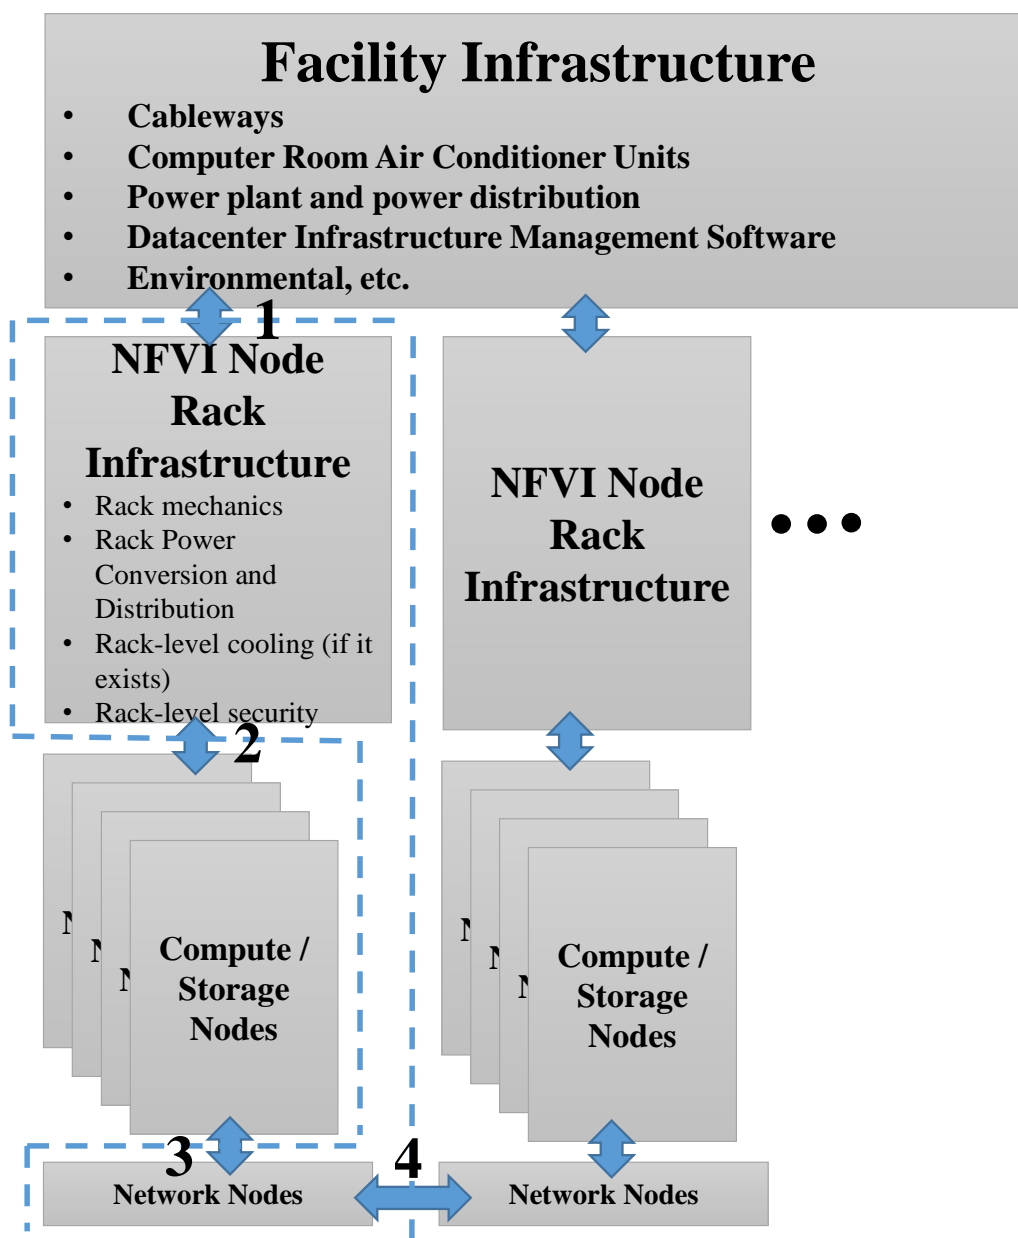 Facility Infrastructure
• Cableways
• Computer Room Air Conditioner Units
• Power plant and power distribution
• Datacenter Infrastructure Management Software
• Environmental, etc.
1
NFVI Node
Rack
Infrastructure
• Rack mechanics
• Rack Power
Conversion and
Distribution
• Rack-level cooling (if it
exists)
• Rack-level security
NFVI Node
Rack
Infrastructure
2
N
N
N
Compute /
Storage
Nodes
N
N
N
Compute /
Storage
Nodes
3
4
Network Nodes
Network Nodes